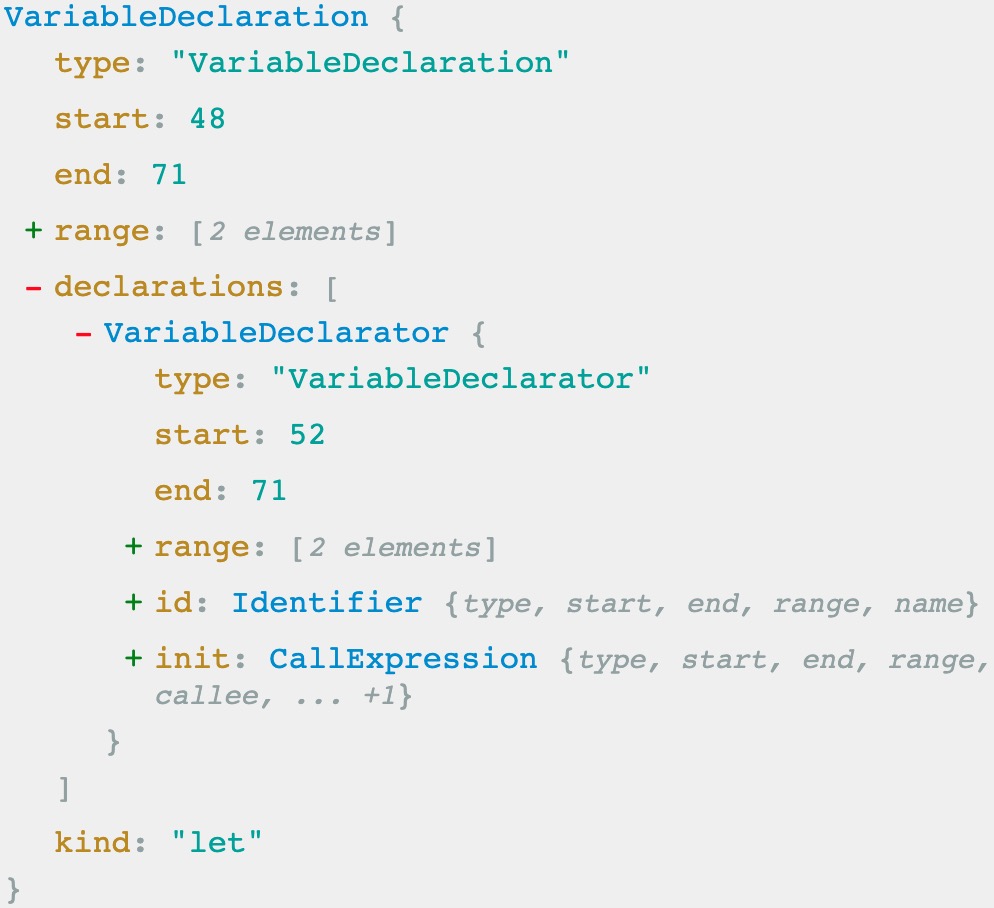 VariableDeclaration {
type: "VariableDeclaration"
start: 48
end: 71
+ range: [2 elements]
- declarations: [
- VariableDeclarator {
type: "VariableDeclarator"
start: 52
end: 71
+ range: [2 elements]
+ id: Identifier {type, start, end, range, name}
+ init: CallExpression {type, start, end, range,
callee, ... +1}
}
]
kind: "let"
}